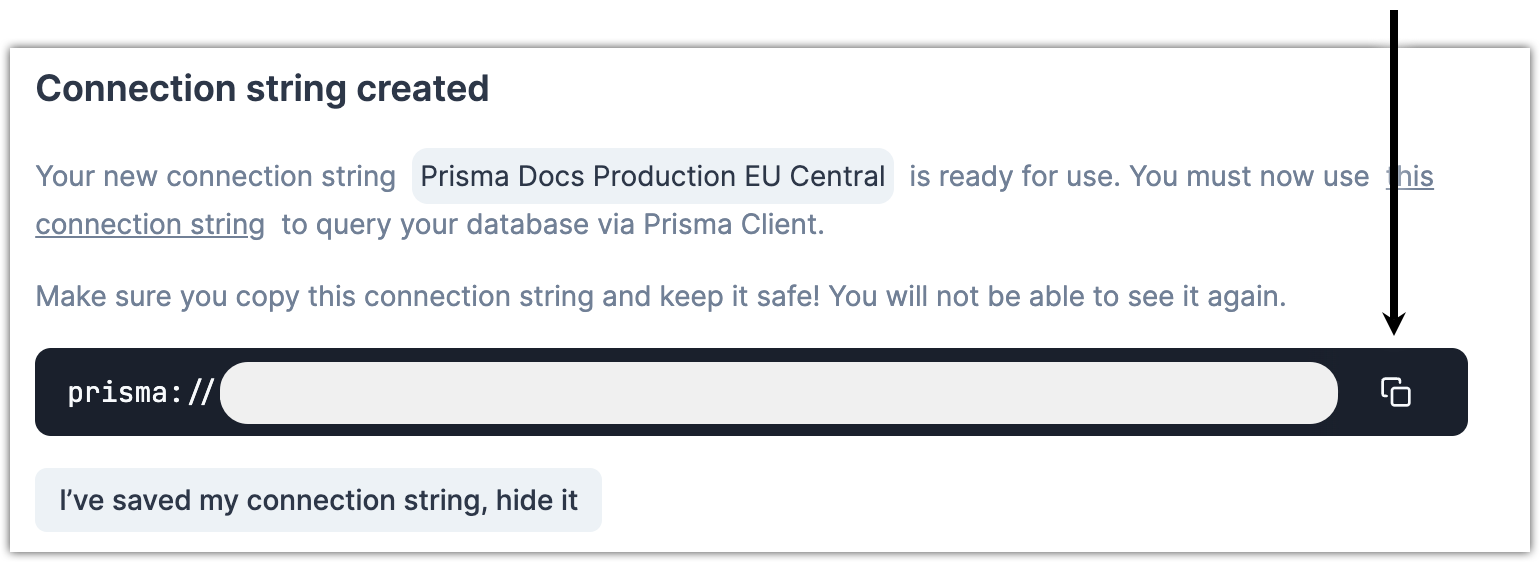 Connection string created
Your new connection string Prisma Docs Production EU Central is ready for use. You must now use this
connection string to query your database via Prisma Client.
Make sure you copy this connection string and keep it safe! You will not be able to see it again.
prisma://
I’ve saved my connection string, hide it